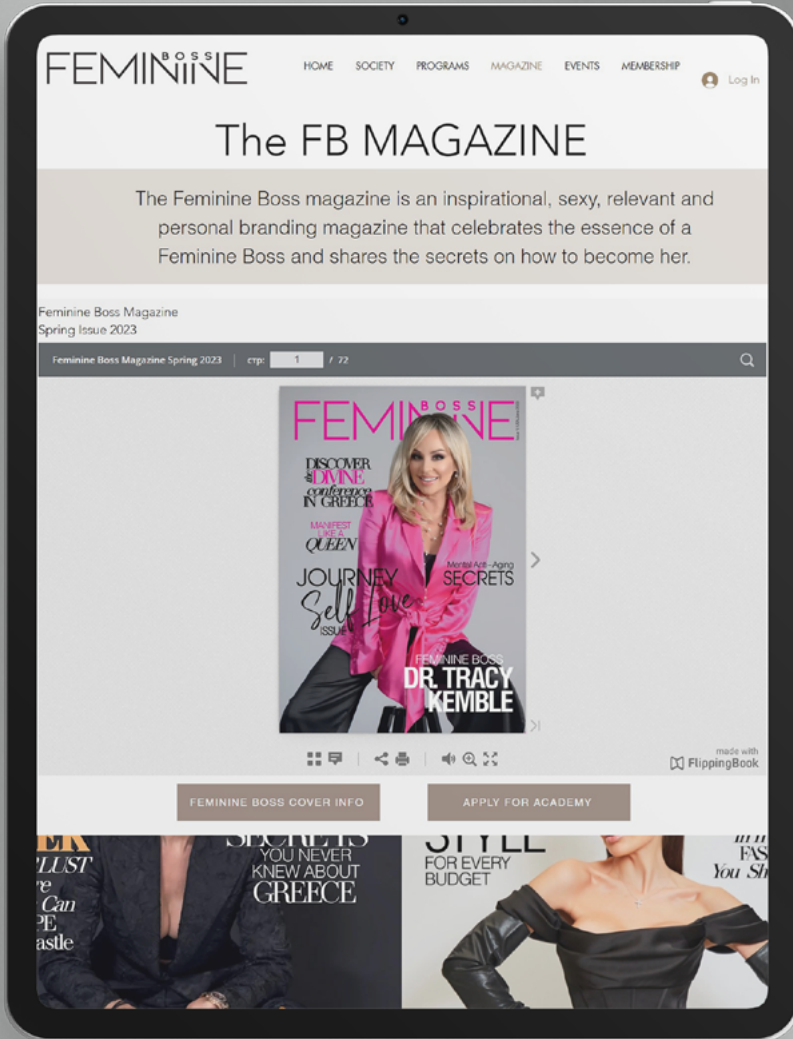 FEMININE
BOSS
HOME SOCIETY PROGRAMS MAGAZINE EVENTS MEMBERSHIP
Log In
The FB MAGAZINE
The Feminine Boss magazine is an inspirational, sexy, relevant and
personal branding magazine that celebrates the essence of a
Feminine Boss and shares the secrets on how to become her.
Feminine Boss Magazine
Spring Issue 2023
Feminine Boss Magazine Spring 2023 стр: 1 / 72
BOSS
FEMININE
DISCOVER
the DIVINE
conference
IN GREECE
MANIFEST
LIKE A
QUEEN
JOURNEY
Self Love
ISSUE
Mental Anti-Aging
SECRETS
FEMININE BOSS
DR. TRACY
KEMBLE
made with
FlippingBook
FEMININE BOSS COVER INFO
APPLY FOR ACADEMY
LUST
Can
PE
astle
SECRETS
YOU NEVER
KNEW ABOUT
GREECE
STYLE
FOR EVERY
BUDGET
FAS
You Sh